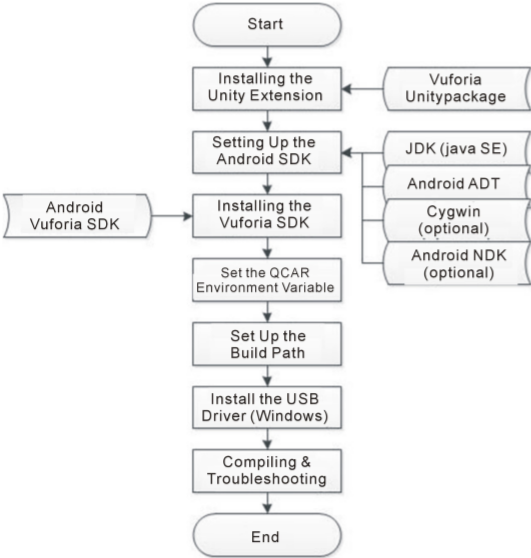 Start
Installing the
Unity Extension
Vuforia
Unitypackage
Setting Up the
Android SDK
JDK (java SE)
Android ADT
Cygwin
(optional)
Android NDK
(optional)
Android
Vuforia SDK
Installing the
Vuforia SDK
Set the QCAR
Environment Variable
Set Up the
Build Path
Install the USB
Driver (Windows)
Compiling &
Troubleshooting
End